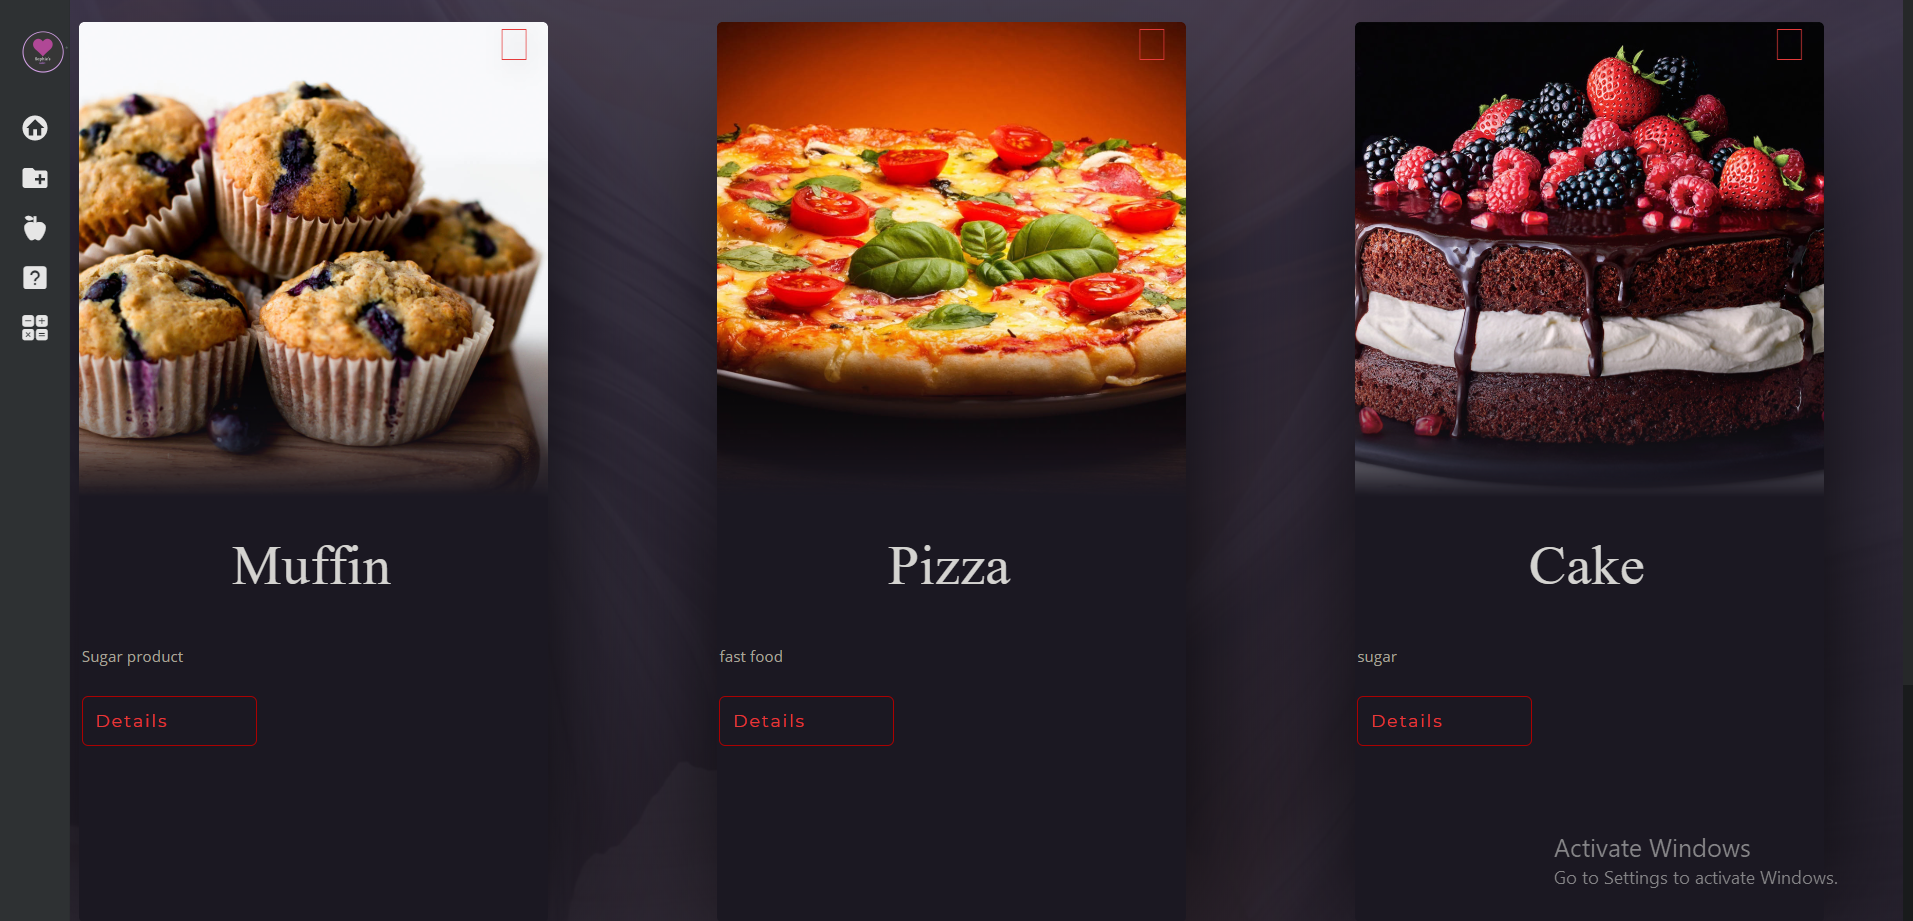 Muffin
Pizza
Cake
Sugar product
fast food
sugar
Details
Details
Details
Activate Windows
Go to Settings to activate Windows.